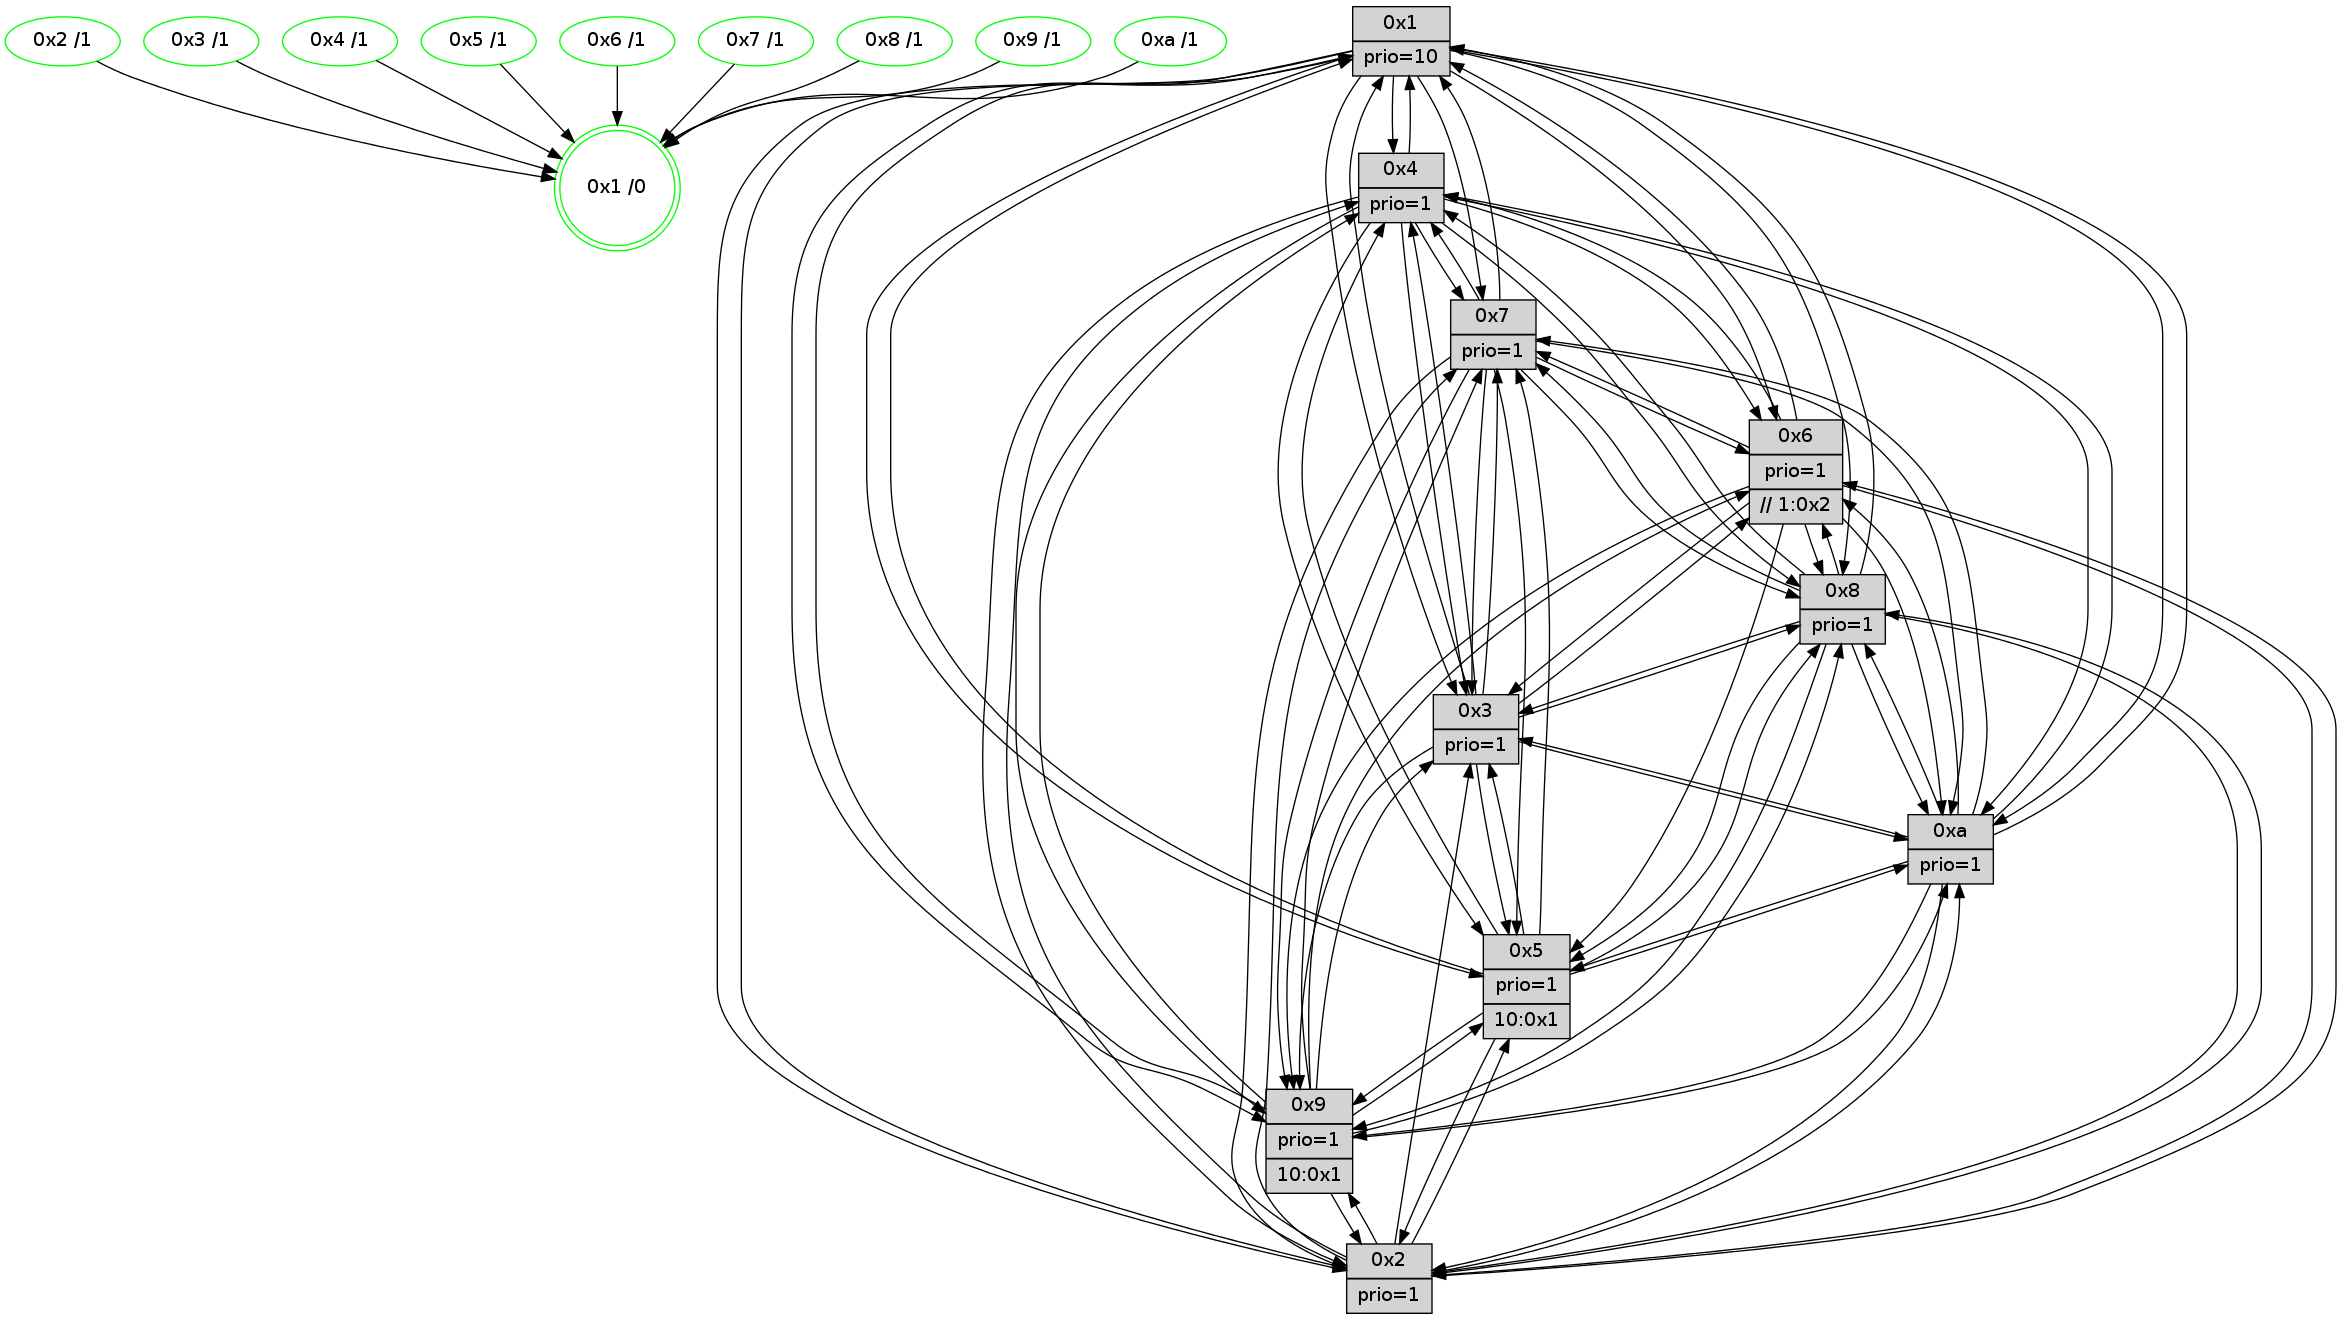 0x2 /1
0x3 /1
0x4 /1
0x5 /1
0x6 /1
0x7 /1
0x8 /1
0x9 /1
0xa /1
0x1 /0
0x1
prio=10
0x4
prio=1
0x7
prio=1
0x6
prio=1
// 1:0x2
0x8
prio=1
0x3
prio=1
0xa
prio=1
0x5
prio=1
10:0x1
0x9
prio=1
10:0x1
0x2
prio=1